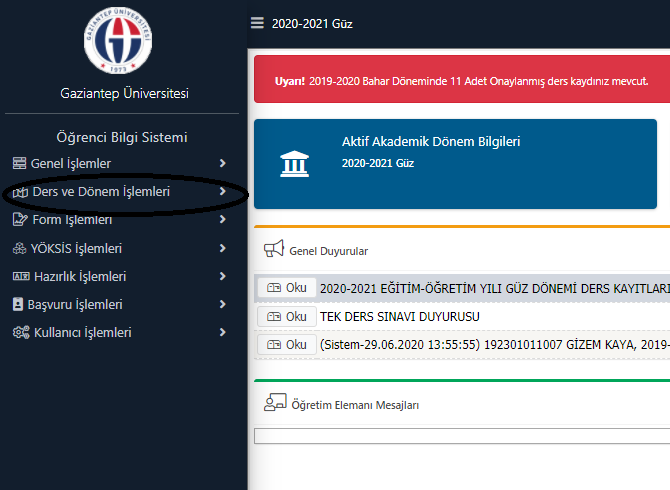 GAZİANTEP ÜNİVERSİTESİ
1973
Gaziantep Üniversitesi
Öğrenci Bilgi Sistemi
Genel İşlemler
Ders ve Dönem İşlemleri
Form İşlemleri
YÖKSİS İşlemleri
Hazırlık İşlemleri
Başvuru İşlemleri
Kullanıcı İşlemleri
2020-2021 Güz
Uyarı! 2019-2020 Bahar Döneminde 11 Adet Onaylanmış ders kaydınız mevcut.
Aktif Akademik Dönem Bilgileri
2020-2021 Güz
Genel Duyurular
Oku 2020-2021 EĞİTİM-ÖĞRETİM YILI GÜZ DÖNEMİ DERS KAYITLARI
Oku TEK DERS SINAVI DUYURUSU
Oku (Sistem-29.06.2020 13:55:55) 192301011007 GİZEM KAYA, 2019-
Öğretim Elemanı Mesajları